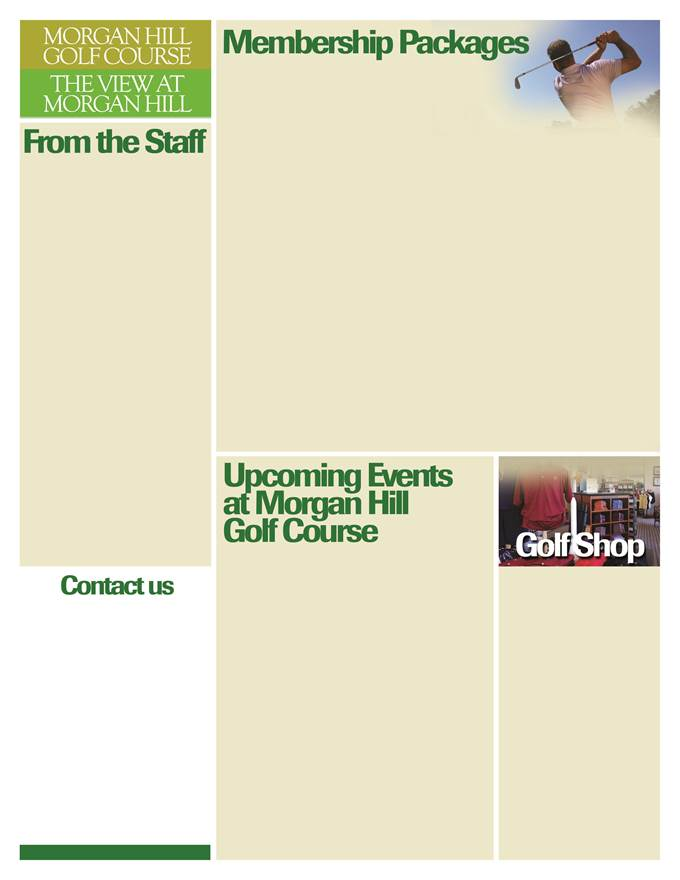 MORGAN HILL
GOLF COURSE
THE VIEW AT
MORGAN HILL
From the Staff
Contact us
Membership Packages
Upcoming Events
at Morgan Hill
Golf Course
Golf Shop